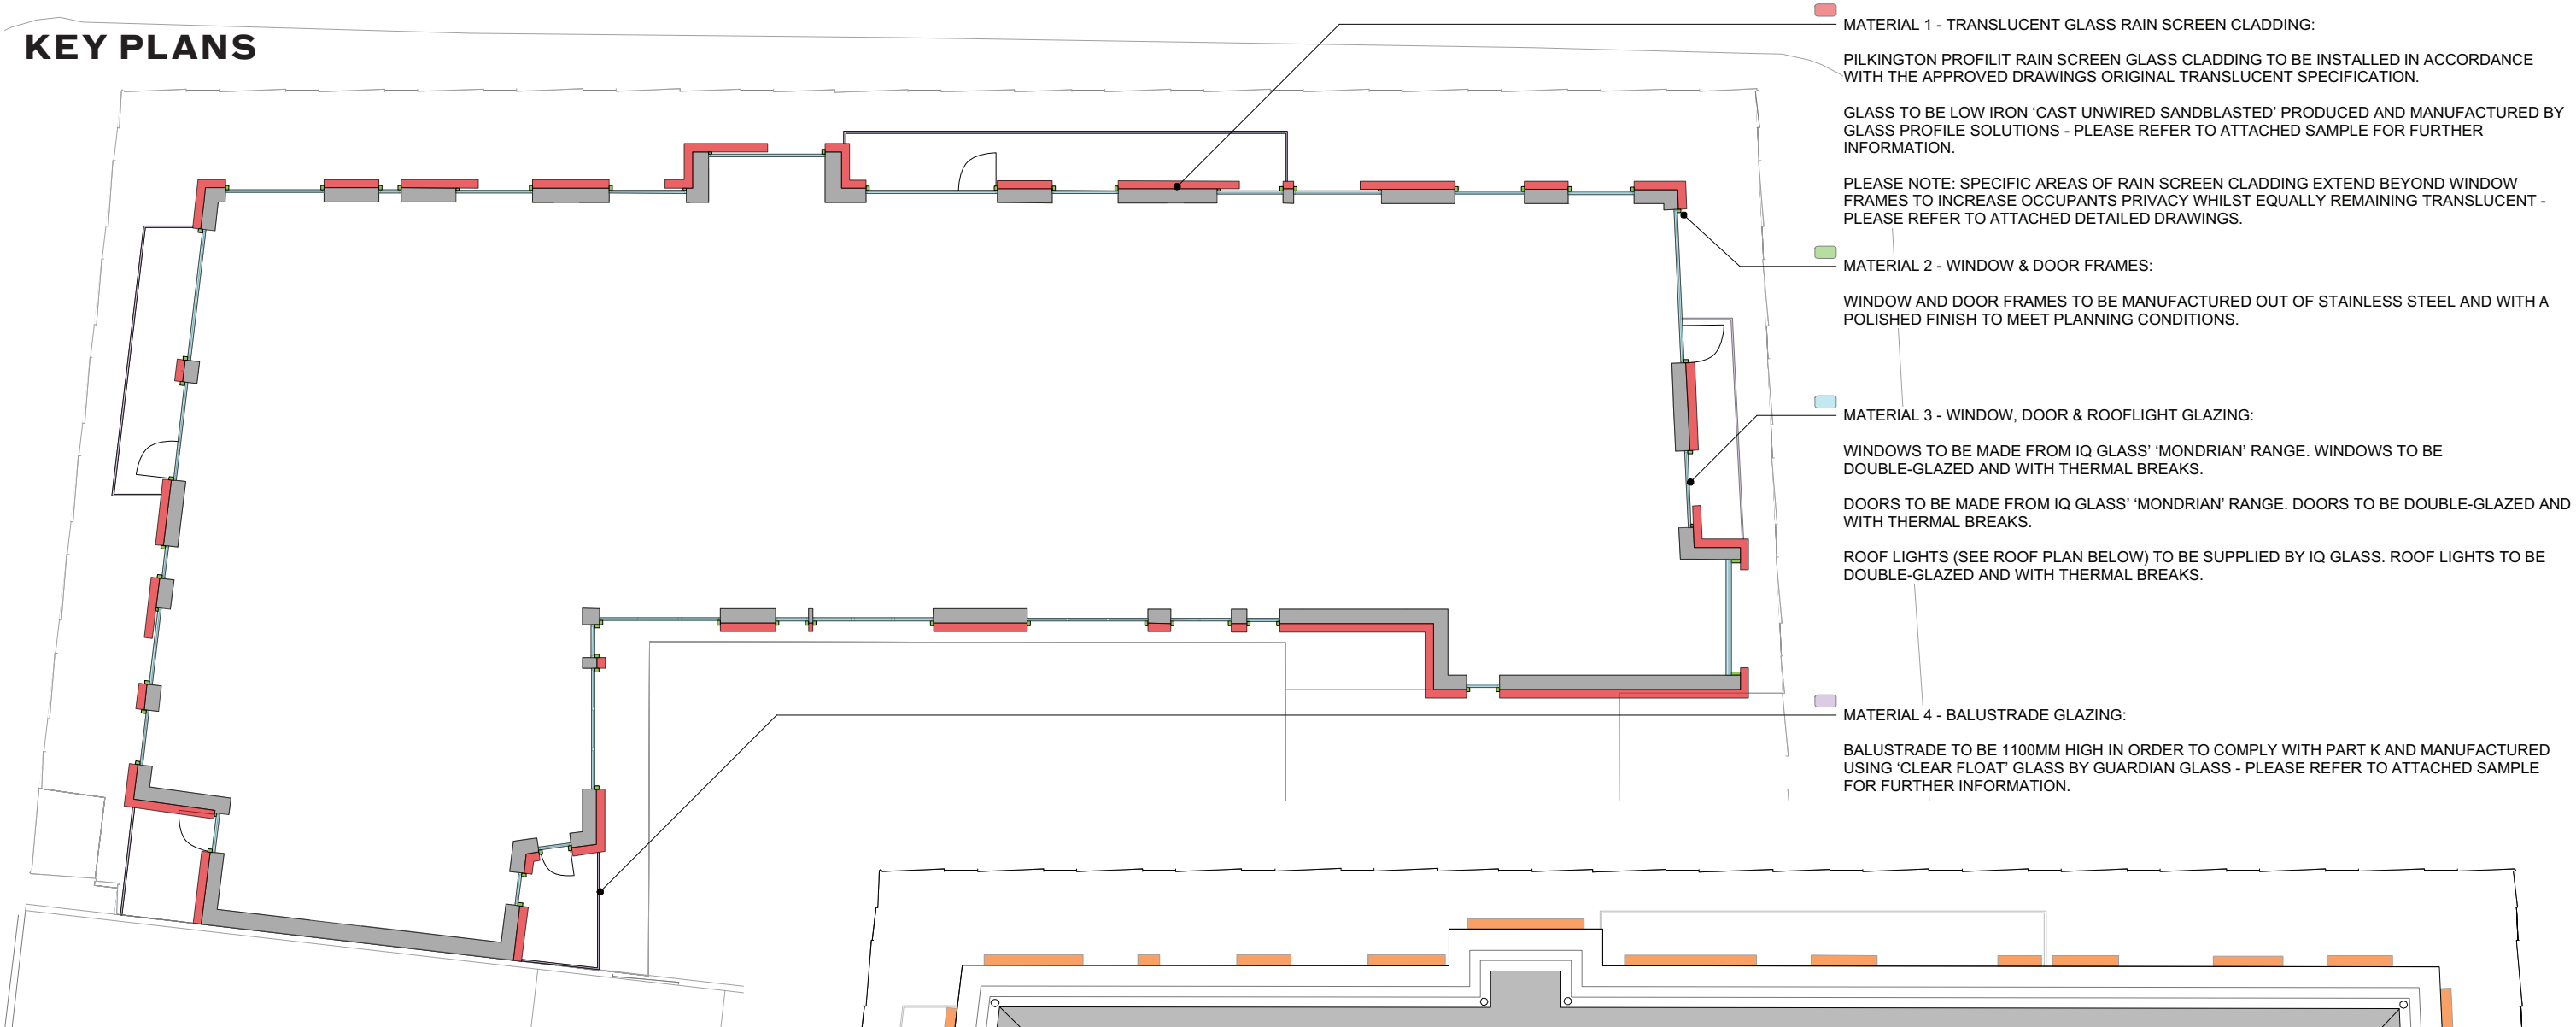 KEY PLANS
MATERIAL 1 - TRANSLUCENT GLASS RAIN SCREEN CLADDING:
PILKINGTON PROFILIT RAIN SCREEN GLASS CLADDING TO BE INSTALLED IN ACCORDANCE
WITH THE APPROVED DRAWINGS ORIGINAL TRANSLUCENT SPECIFICATION.
GLASS TO BE LOW IRON ‘CAST UNWIRED SANDBLASTED’ PRODUCED AND MANUFACTURED BY
GLASS PROFILE SOLUTIONS - PLEASE REFER TO ATTACHED SAMPLE FOR FURTHER
INFORMATION.
PLEASE NOTE: SPECIFIC AREAS OF RAIN SCREEN CLADDING EXTEND BEYOND WINDOW
FRAMES TO INCREASE OCCUPANTS PRIVACY WHILST EQUALLY REMAINING TRANSLUCENT -
PLEASE REFER TO ATTACHED DETAILED DRAWINGS.
MATERIAL 2 - WINDOW & DOOR FRAMES:
WINDOW AND DOOR FRAMES TO BE MANUFACTURED OUT OF STAINLESS STEEL AND WITH A
POLISHED FINISH TO MEET PLANNING CONDITIONS.
MATERIAL 3 - WINDOW, DOOR & ROOFLIGHT GLAZING:
WINDOWS TO BE MADE FROM IQ GLASS’ ‘MONDRIAN’ RANGE. WINDOWS TO BE
DOUBLE-GLAZED AND WITH THERMAL BREAKS.
DOORS TO BE MADE FROM IQ GLASS’ ‘MONDRIAN’ RANGE. DOORS TO BE DOUBLE-GLAZED AND
WITH THERMAL BREAKS.
ROOF LIGHTS (SEE ROOF PLAN BELOW) TO BE SUPPLIED BY IQ GLASS. ROOF LIGHTS TO BE
DOUBLE-GLAZED AND WITH THERMAL BREAKS.
MATERIAL 4 - BALUSTRADE GLAZING:
BALUSTRADE TO BE 1100MM HIGH IN ORDER TO COMPLY WITH PART K AND MANUFACTURED
USING ‘CLEAR FLOAT’ GLASS BY GUARDIAN GLASS - PLEASE REFER TO ATTACHED SAMPLE
FOR FURTHER INFORMATION.